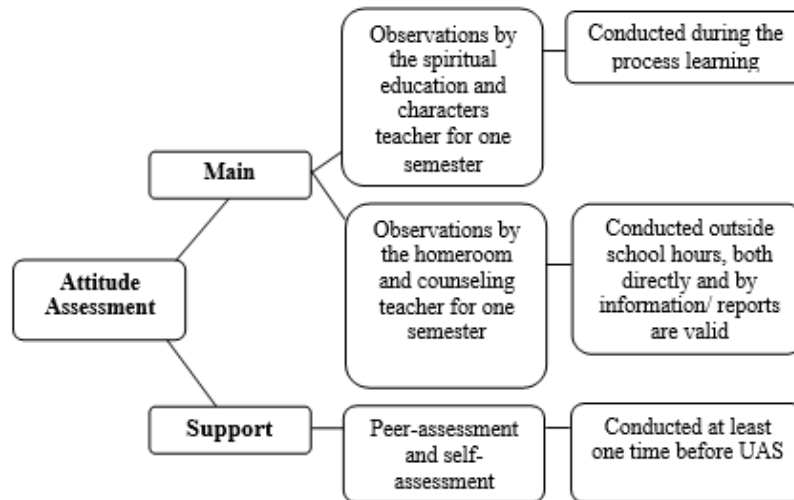 Observations by
the spiritual
education and
characters
teacher for one
semester
Conducted during the
process learning
Main
Observations by
the homeroom
and counseling
teacher for one
semester
Conducted outside
school hours, both
directly and by
information/ reports
are valid
Attitude
Assessment
Support
Peer-assessment
and self-
assessment
Conducted at least
one time before UAS